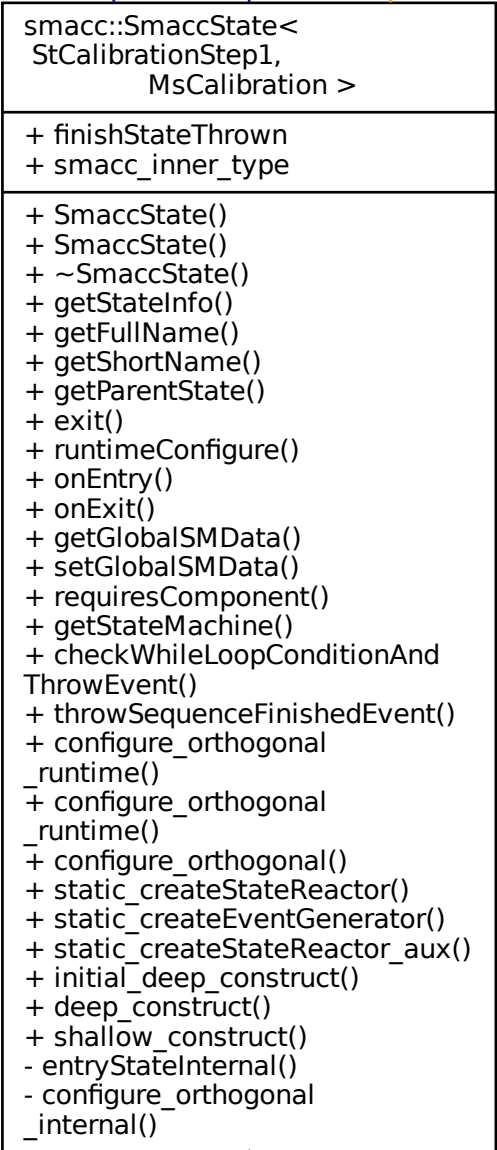 smacc::SmaccState<
StCalibrationStep1,
MsCalibration >
+ finishStateThrown
+ smacc_inner_type
+ SmaccState()
+ SmaccState()
+ ~SmaccState()
+ getStateInfo()
+ getFullName()
+ getShortName()
+ getParentState()
+ exit()
+ runtimeConfigure()
+ onEntry()
+ onExit()
+ getGlobalSMData()
+ setGlobalSMData()
+ requiresComponent()
+ getStateMachine()
+ checkWhileLoopConditionAnd
ThrowEvent()
+ throwSequenceFinishedEvent()
+ configure_orthogonal
_runtime()
+ configure_orthogonal
_runtime()
+ configure_orthogonal()
+ static_createStateReactor()
+ static_createEventGenerator()
+ static_createStateReactor_aux()
+ initial_deep_construct()
+ deep_construct()
+ shallow_construct()
- entryStateInternal()
- configure_orthogonal
_internal()